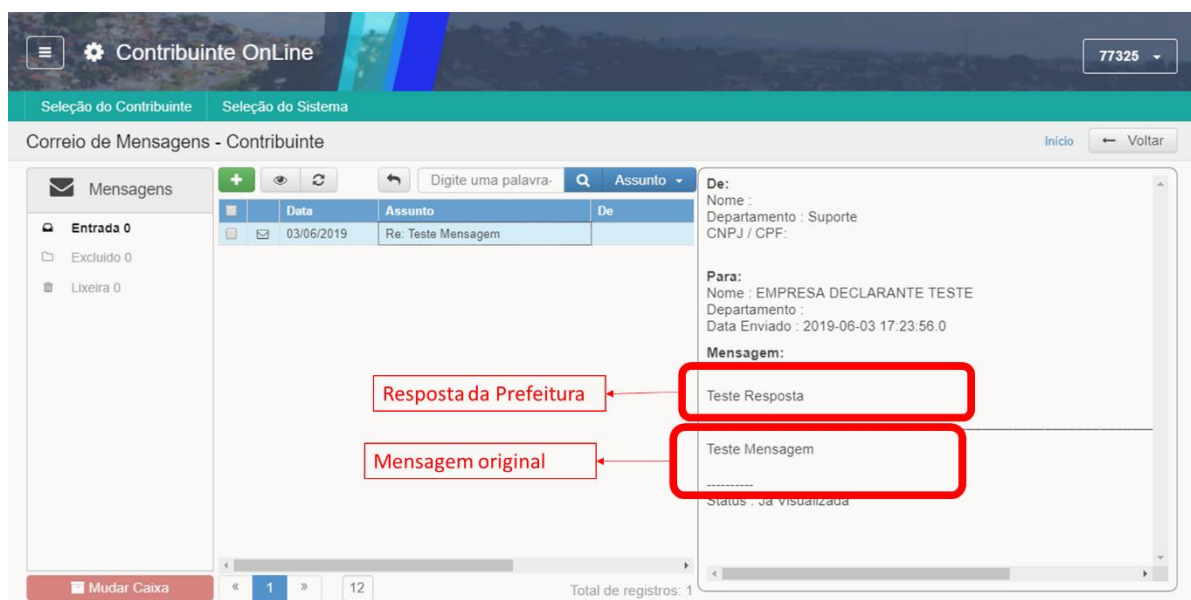 Contribuinte OnLine
77325
Seleção do Contribuinte Seleção do Sistema
Correio de Mensagens - Contribuinte
Início
Voltar
Mensagens
Entrada 0
Excluido 0
Lixeira 0
Mudar Caixa
Digite uma palavra-
Assunto
Data Assunto De
03/06/2019 Re: Teste Mensagem
Resposta da Prefeitura
Mensagem original
« 1 » 12
Total de registros: 1
De:
Nome :
Departamento : Suporte
CNPJ / CPF:
Para:
Nome : EMPRESA DECLARANTE TESTE
Departamento :
Data Enviado : 2019-06-03 17:23:56.0
Mensagem:
Teste Resposta
Teste Mensagem
----------
Status : Ja Visualizada